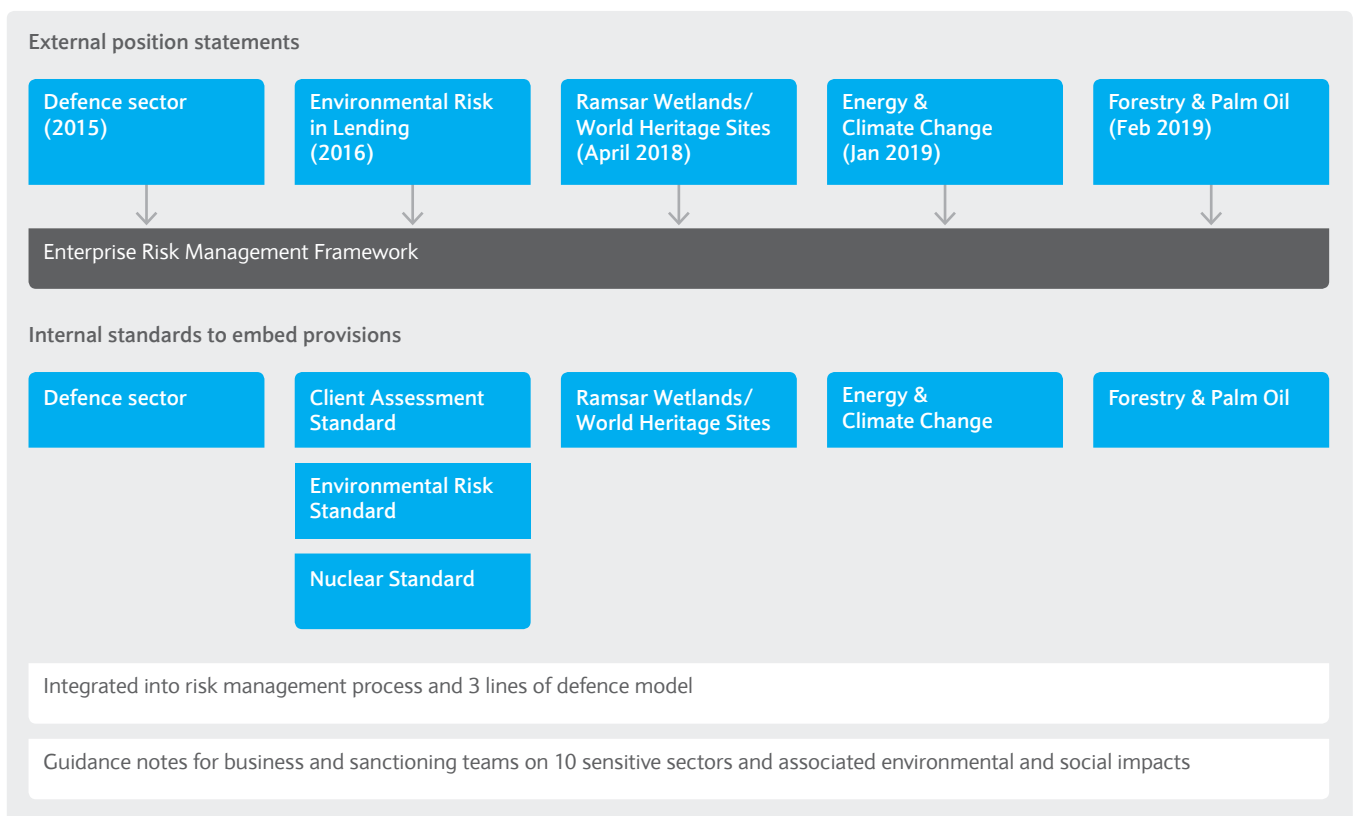 External position statements
Defence sector
(2015)
Environmental Risk
in Lending
(2016)
Ramsar Wetlands/
World Heritage Sites
(April 2018)
Energy &
Climate Change
(Jan 2019)
Forestry & Palm Oil
(Feb 2019)
Enterprise Risk Management Framework
Internal standards to embed provisions
Defence sector
Client Assessment
Standard
Environmental Risk
Standard
Nuclear Standard
Ramsar Wetlands/
World Heritage Sites
Energy &
Climate Change
Forestry & Palm Oil
Integrated into risk management process and 3 lines of defence model
Guidance notes for business and sanctioning teams on 10 sensitive sectors and associated environmental and social impacts